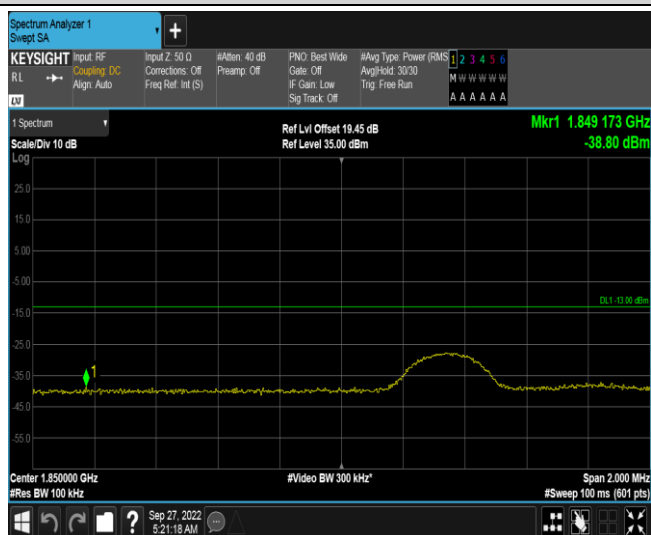 Spectrum Analyzer 1
Swept SA
+
KEYSIGHT
RL
LXI
Input: RF
Coupling: DC
Align: Auto
Input Z: 50 Ω
Corrections: Off
Freq Ref: Int (S)
#Atten: 40 dB
Preamp: Off
PNO: Best Wide
Gate: Off
IF Gain: Low
Sig Track: Off
#Avg Type: Power (RMS
Avg|Hold: 30/30
Trig: Free Run
1 2 3 4 5 6
M W W W W W
A A A A A A
1 Spectrum
Scale/Div 10 dB
Log
Ref Lvl Offset 19.45 dB
Ref Level 35.00 dBm
Mkr1 1.849 173 GHz
-38.80 dBm
25.0
15.0
5.00
-5.00
DL1 -13.00 dBm
-15.0
-25.0
-35.0
1
-45.0
-55.0
Center 1.850000 GHz
#Res BW 100 kHz
#Video BW 300 kHz*
Span 2.000 MHz
#Sweep 100 ms (601 pts)
?
Sep 27, 2022
5:21:18 AM